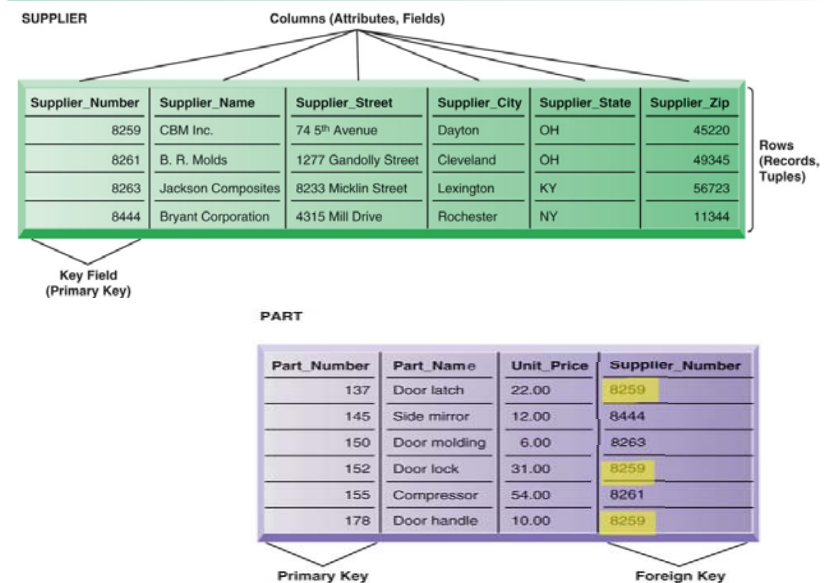 SUPPLIER Columns (Attributes, Fields)
Supplier_Number Supplier_Name Supplier_Street Supplier_City Supplier_State Supplier_Zip
8259 CBM Inc. 74 5th Avenue Dayton OH 45220
8261 B. R. Molds 1277 Gandolly Street Cleveland OH 49345
8263 Jackson Composites 8233 Micklin Street Lexington KY 56723
8444 Bryant Corporation 4315 Mill Drive Rochester NY 11344
Rows
(Records,
Tuples)
Key Field
(Primary Key)
PART
Part_Number Part_Name Unit_Price Supplier_Number
137 Door latch 22.00 8259
145 Side mirror 12.00 8444
150 Door molding 6.00 8263
152 Door lock 31.00 8259
155 Compressor 54.00 8261
178 Door handle 10.00 8259
Primary Key Foreign Key